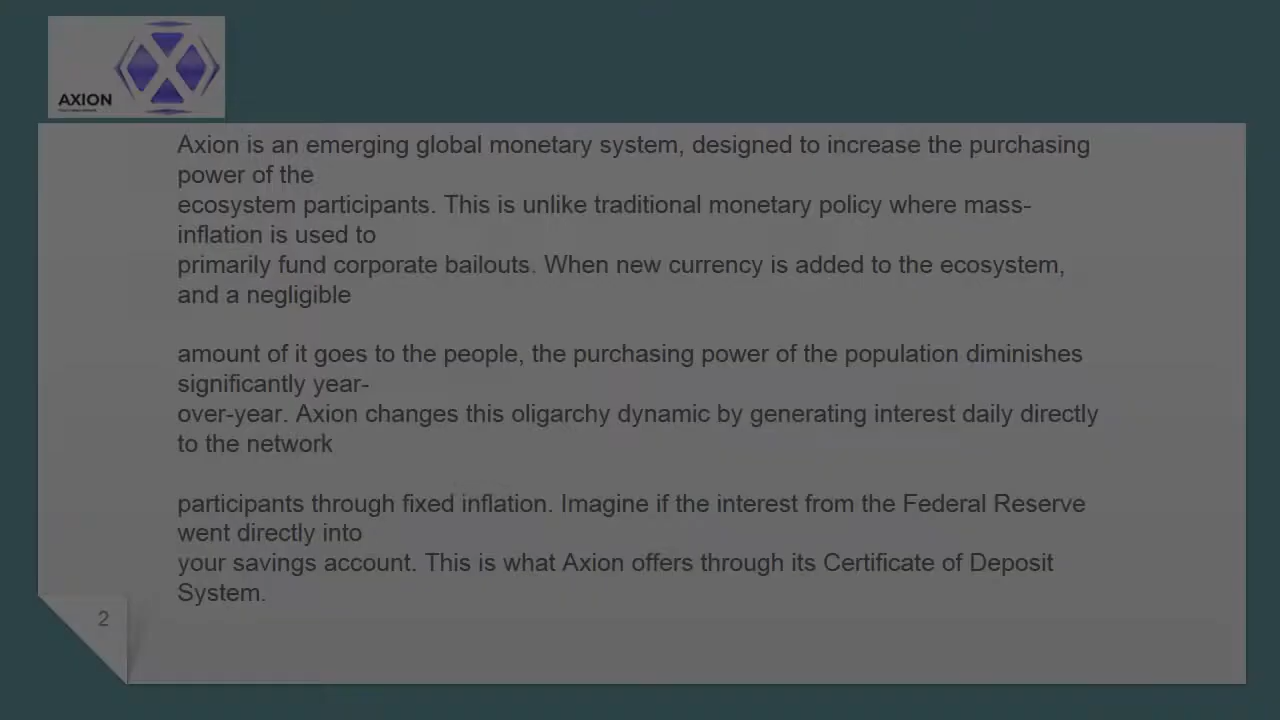 AXION
Axion is an emerging global monetary system, designed to increase the purchasing
power of the
ecosystem participants. This is unlike traditional monetary policy where mass-
inflation is used to
primarily fund corporate bailouts. When new currency is added to the ecosystem,
and a negligible
amount of it goes to the people, the purchasing power of the population diminishes
significantly year-
over-year. Axion changes this oligarchy dynamic by generating interest daily directly
to the network
participants through fixed inflation. Imagine if the interest from the Federal Reserve
went directly into
your savings account. This is what Axion offers through its Certificate of Deposit
System.
2